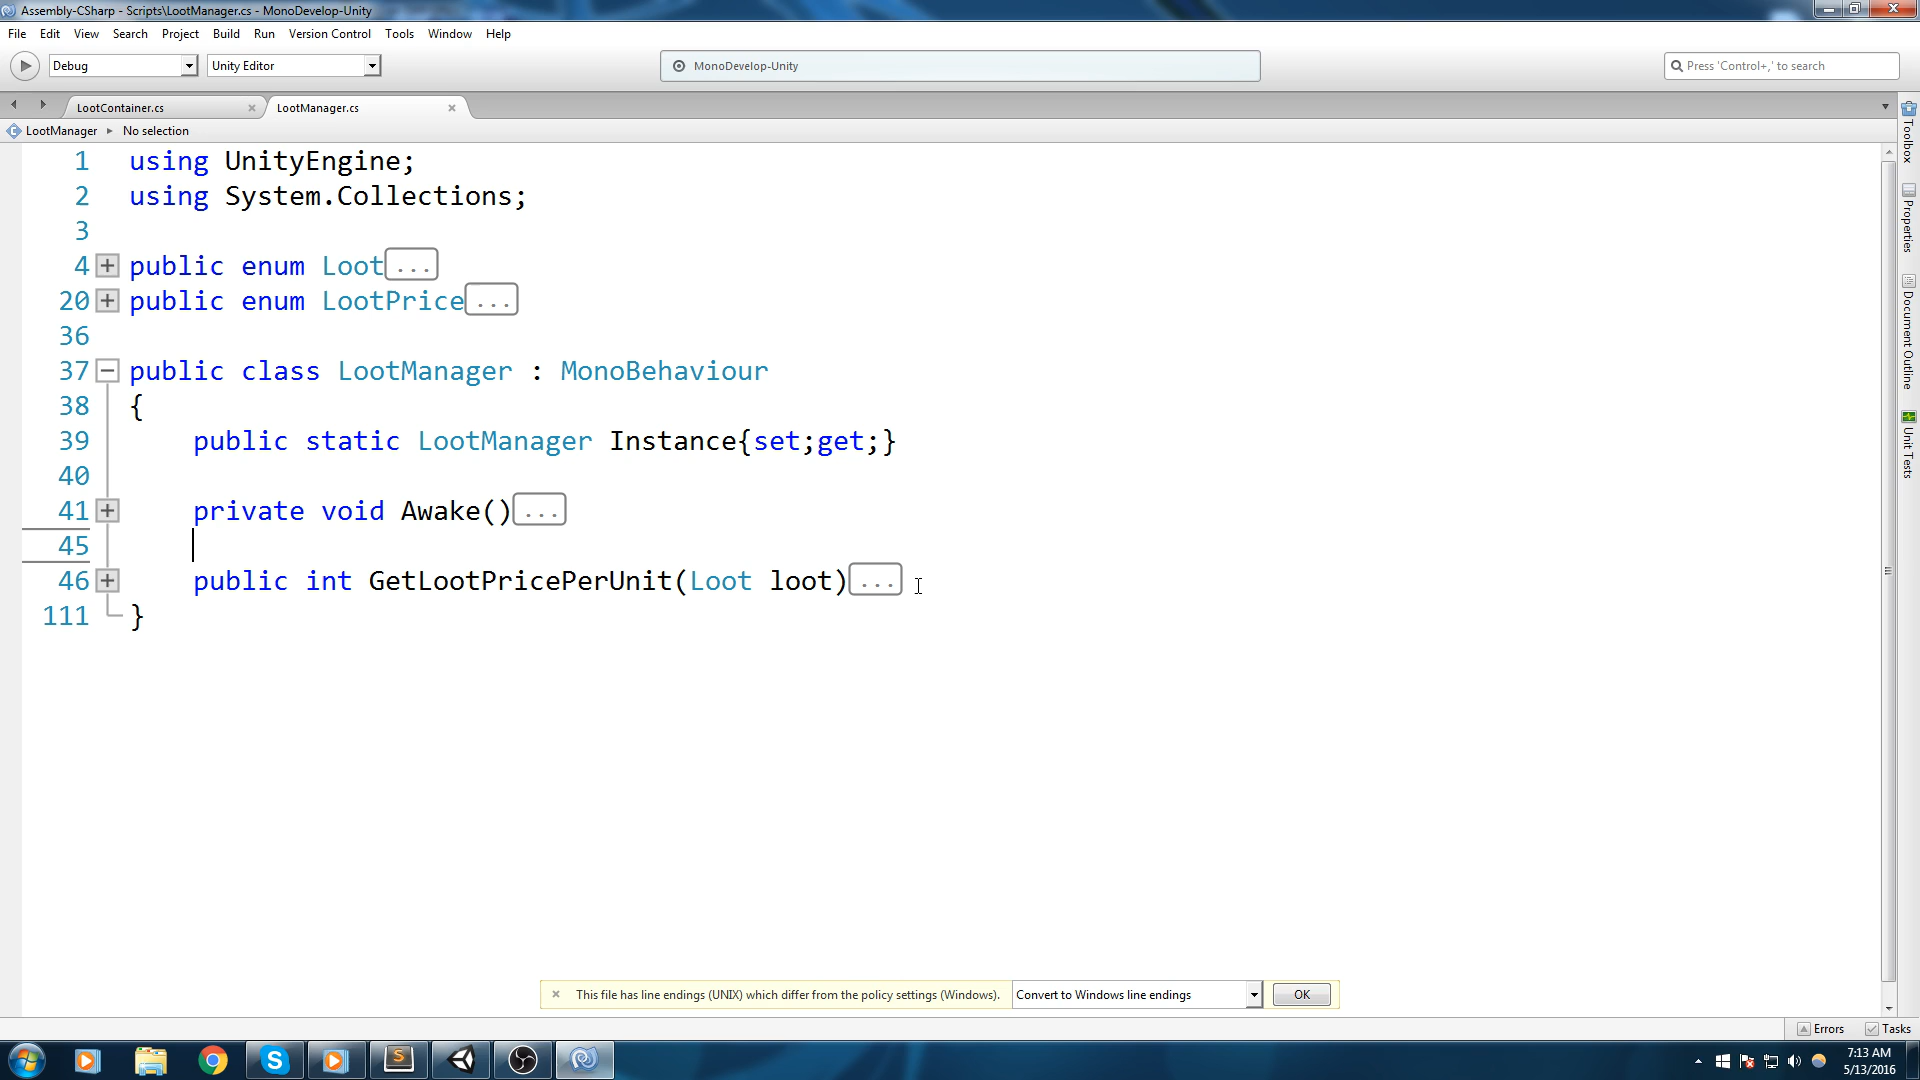 Assembly-CSharp - Scripts\LootManager.cs - MonoDevelop-Unity
File Edit View Search Project Build Run Version Control Tools Window Help
Debug Unity Editor MonoDevelop-Unity Press 'Control+,' to search
LootContainer.cs LootManager.cs
LootManager ▸ No selection
1 using UnityEngine;
2 using System.Collections;
3
4 public enum Loot...
20 public enum LootPrice...
36
37 public class LootManager : MonoBehaviour
38 {
39 public static LootManager Instance{set;get;}
40
41 private void Awake()...
45
46 public int GetLootPricePerUnit(Loot loot)...
111 }
Toolbox
Properties
Document Outline
Unit Tests
This file has line endings (UNIX) which differ from the policy settings (Windows). Convert to Windows line endings OK
Errors Tasks
7:13 AM
5/13/2016